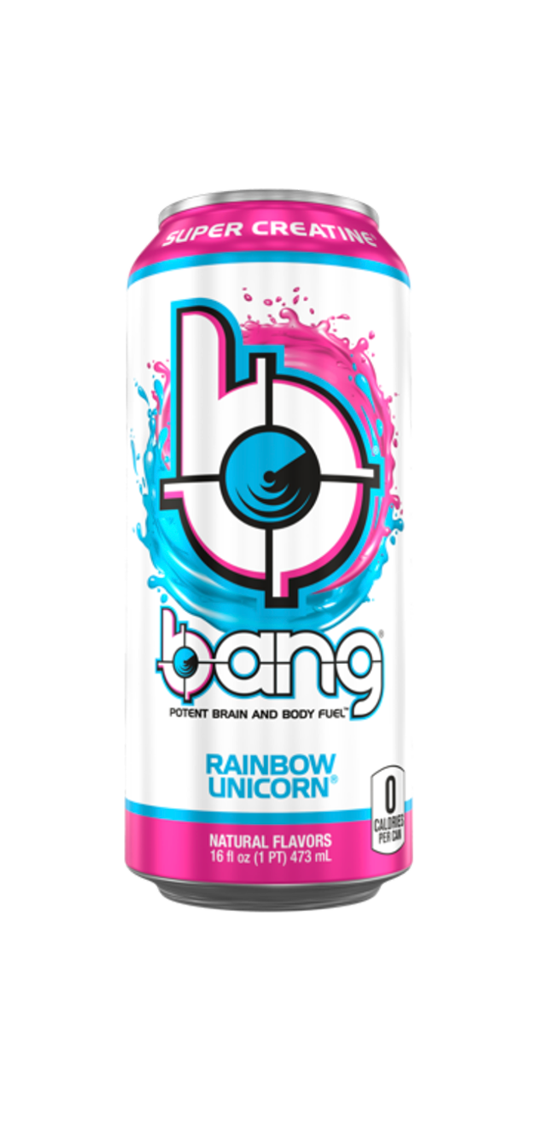 SUPER CREATINE®
b®
bang®
POTENT BRAIN AND BODY FUEL™
RAINBOW
UNICORN®
0
CALORIES
PER CAN
NATURAL FLAVORS
16 fl oz (1 PT) 473 mL